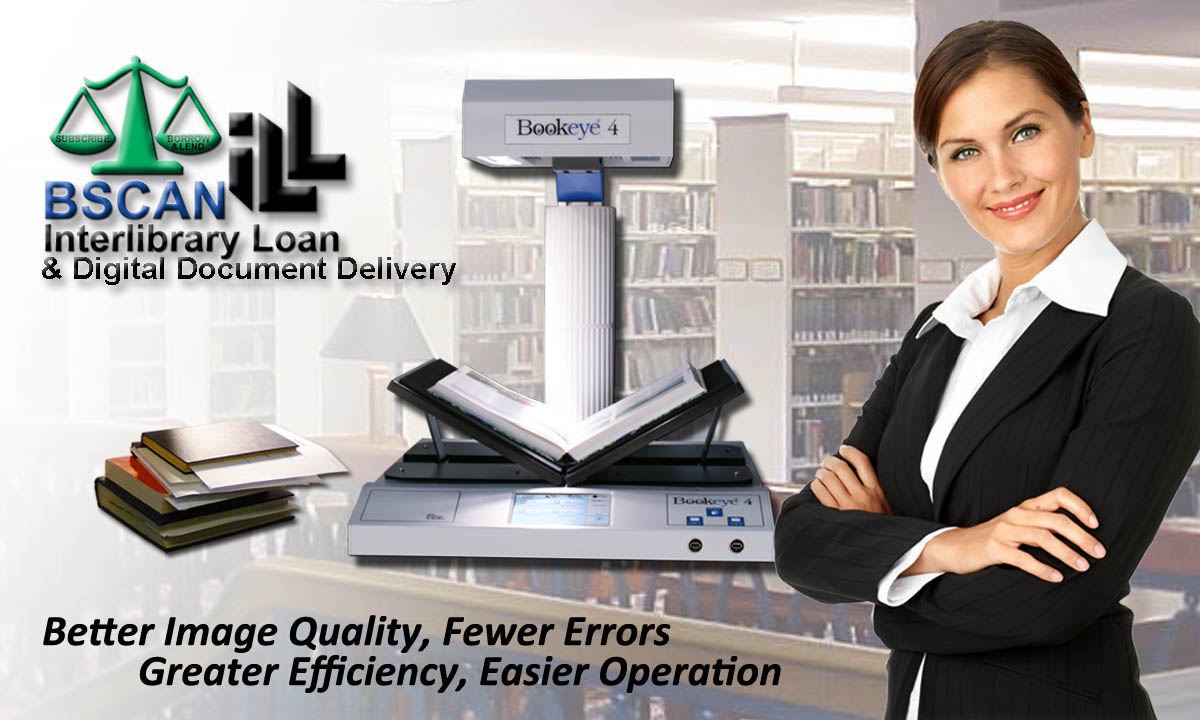 SUBSCRIBE
BORROW
& LEND
BSCAN ILL
Interlibrary Loan
& Digital Document Delivery
Bookeye® 4
Bookeye® 4
Better Image Quality, Fewer Errors
Greater Efficiency, Easier Operation